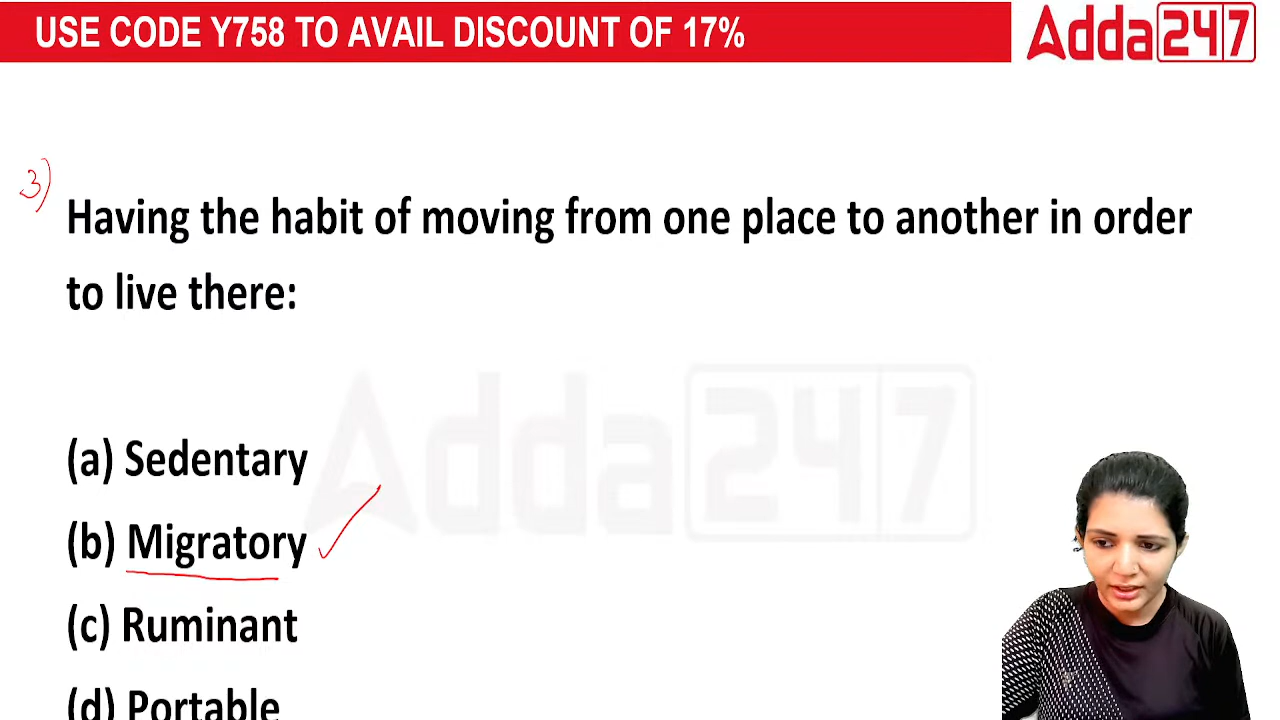 USE CODE Y758 TO AVAIL DISCOUNT OF 17%
Adda247
3)
Having the habit of moving from one place to another in order
to live there:
Adda247
(a) Sedentary
(b) Migratory
(c) Ruminant
(d) Portable